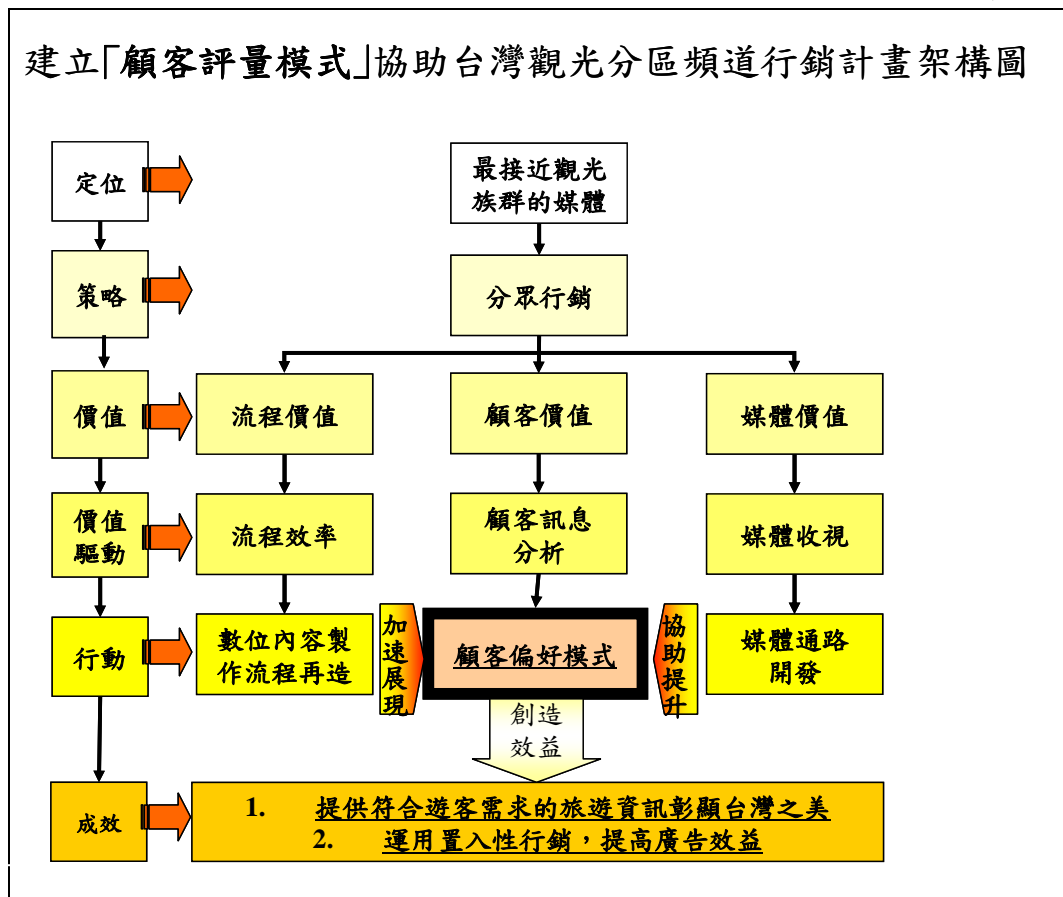 建立「顧客評量模式」協助台灣觀光分區頻道行銷計畫架構圖
定位
最接近觀光
族群的媒體
策略
分眾行銷
價值
流程價值
顧客價值
媒體價值
價值
驅動
流程效率
顧客訊息
分析
媒體收視
行動
數位內容製
作流程再造
加
速
展
現
顧客偏好模式
協
助
提
升
媒體通路
開發
創造
效益
成效
1. 提供符合遊客需求的旅遊資訊彰顯台灣之美
2. 運用置入性行銷，提高廣告效益